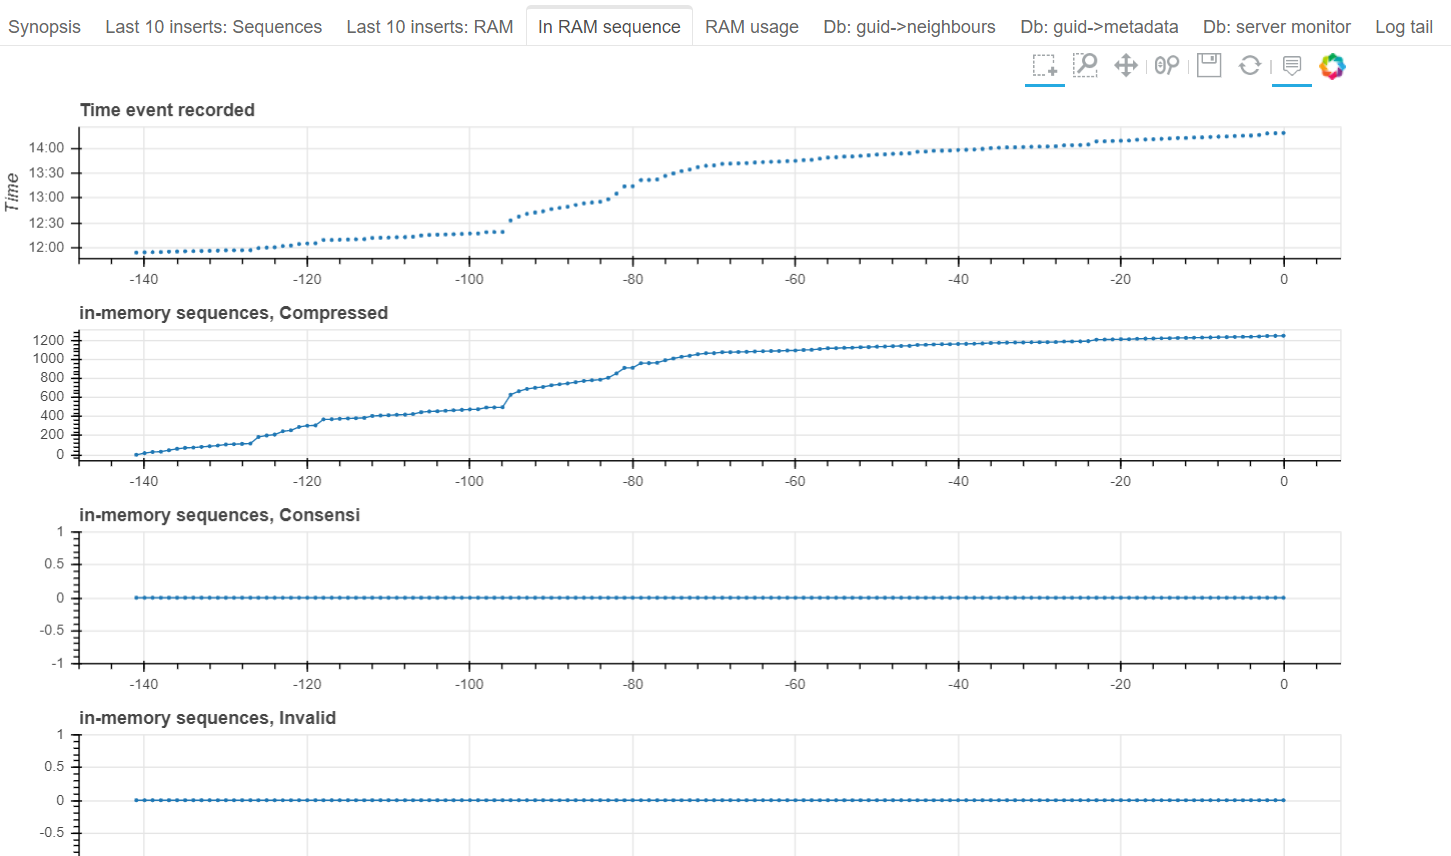 Synopsis Last 10 inserts: Sequences Last 10 inserts: RAM In RAM sequence RAM usage Db: guid->neighbours Db: guid->metadata Db: server monitor Log tail
Time event recorded
Time
14:00
13:30
13:00
12:30
12:00
-140 -120 -100 -80 -60 -40 -20 0
in-memory sequences, Compressed
1200
1000
800
600
400
200
0
-140 -120 -100 -80 -60 -40 -20 0
in-memory sequences, Consensi
1
0.5
0
-0.5
-1
-140 -120 -100 -80 -60 -40 -20 0
in-memory sequences, Invalid
1
0.5
0
-0.5